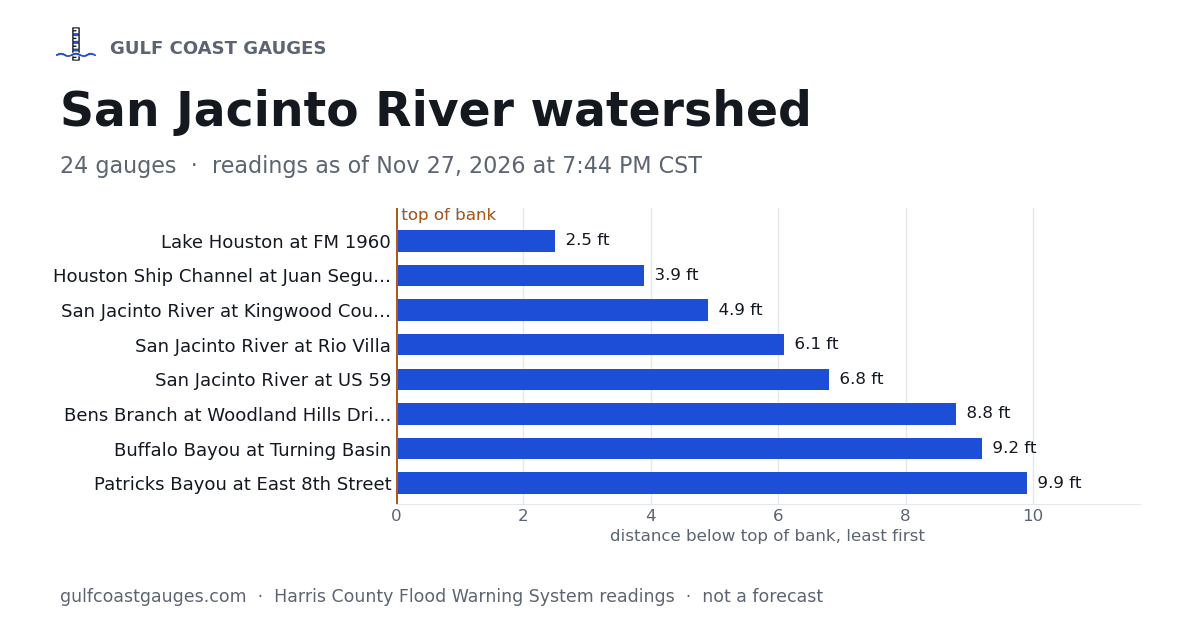 GULF COAST GAUGES
San Jacinto River watershed
24 gauges · readings as of Nov 27, 2026 at 7:44 PM CST
top of bank
Lake Houston at FM 1960 2.5 ft
Houston Ship Channel at Juan Segu… 3.9 ft
San Jacinto River at Kingwood Cou… 4.9 ft
San Jacinto River at Rio Villa 6.1 ft
San Jacinto River at US 59 6.8 ft
Bens Branch at Woodland Hills Dri… 8.8 ft
Buffalo Bayou at Turning Basin 9.2 ft
Patricks Bayou at East 8th Street 9.9 ft
0 2 4 6 8 10
distance below top of bank, least first
gulfcoastgauges.com · Harris County Flood Warning System readings · not a forecast